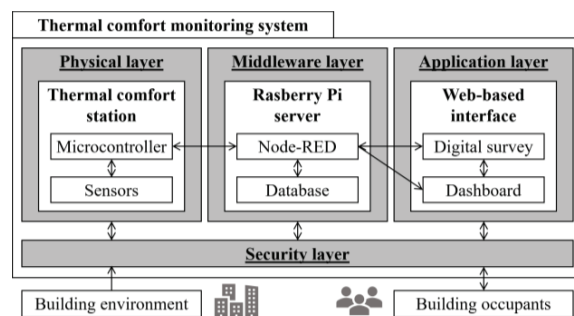 Thermal comfort monitoring system
Physical layer
Middleware layer
Application layer
Thermal comfort
station
Rasberry Pi
server
Web-based
interface
Microcontroller
Node-RED
Digital survey
Sensors
Database
Dashboard
Security layer
Building environment
Building occupants